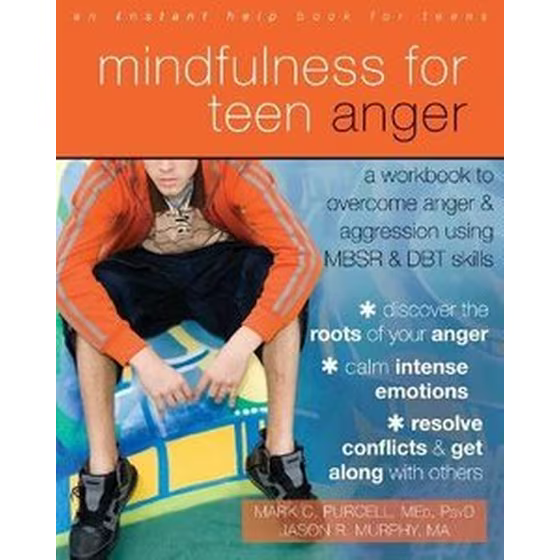 an instant help book for teens
mindfulness for
teen anger
a workbook to
overcome anger &
aggression using
MBSR & DBT skills
* discover the
roots of your anger
* calm intense
emotions
* resolve
conflicts & get
along with others
MARK C. PURCELL, MEd, PsyD
JASON R. MURPHY, MA